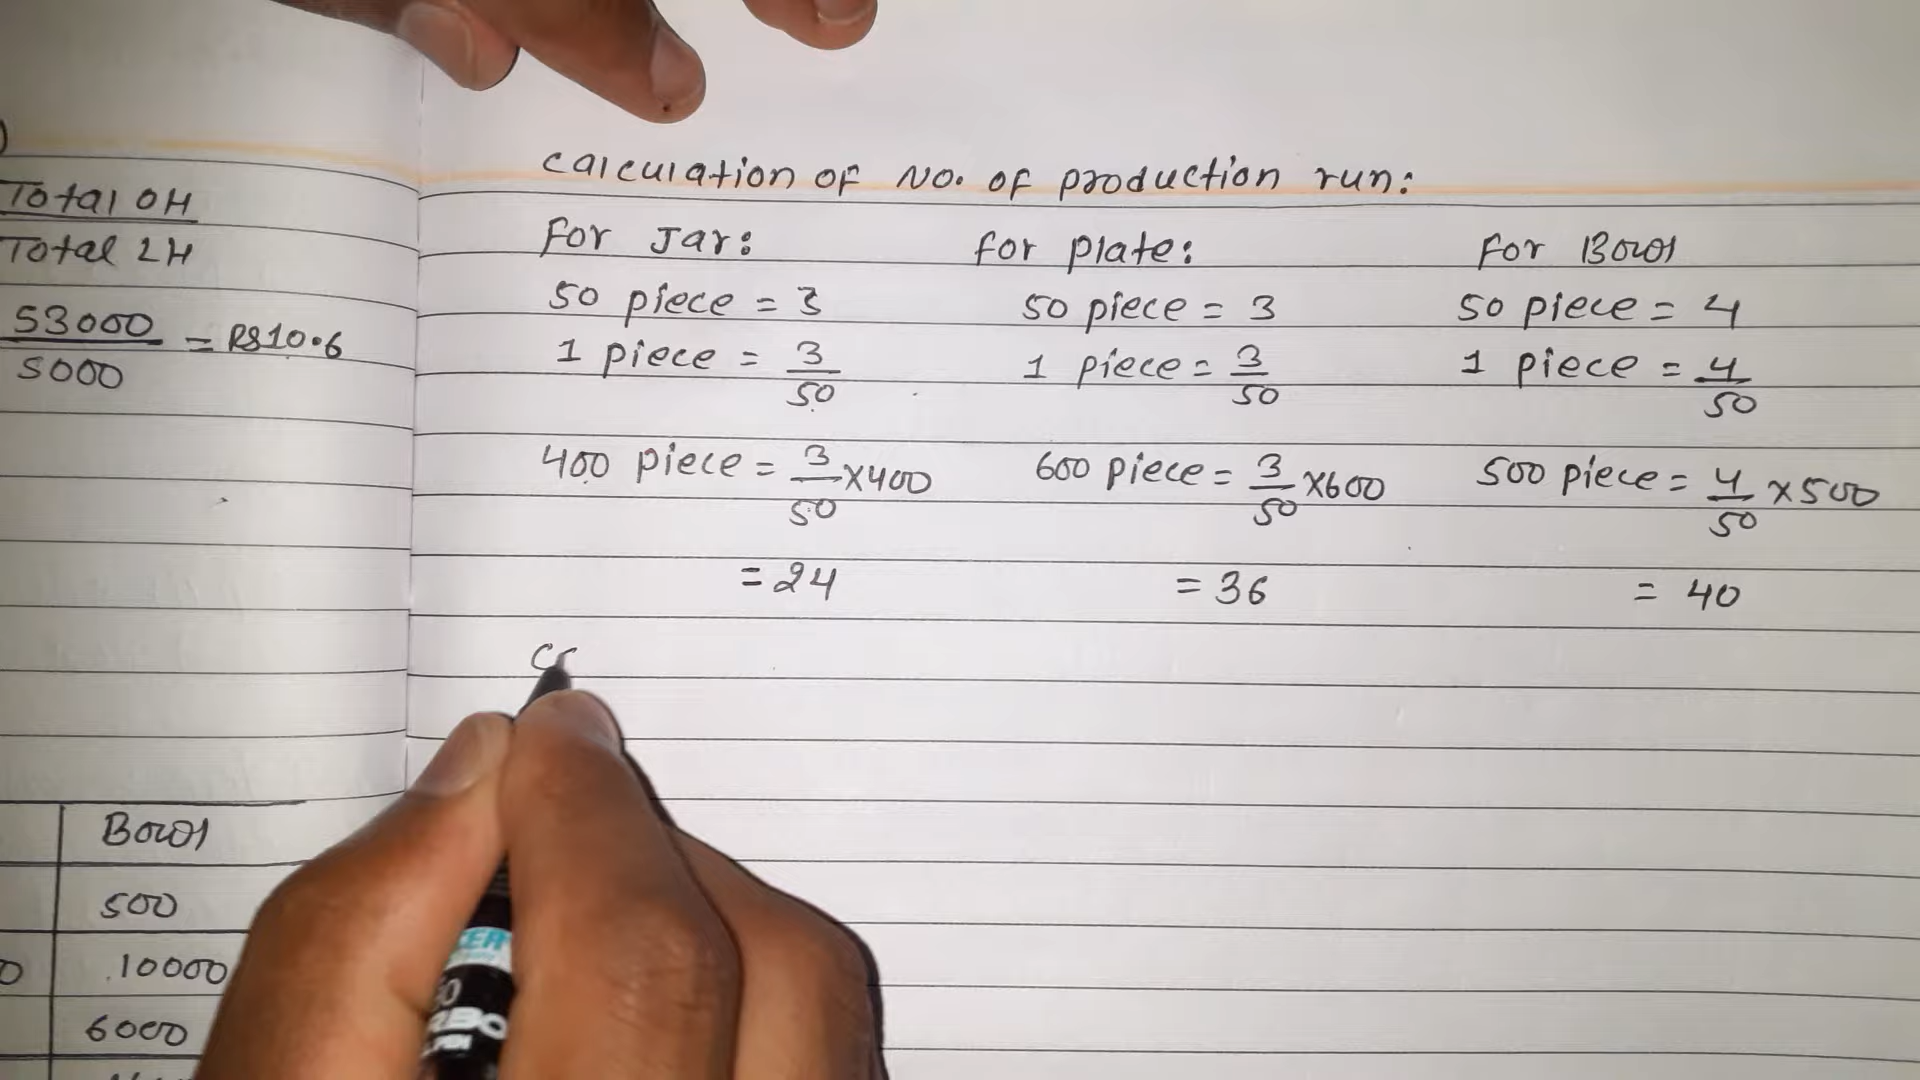 Total OH
Total LH
53000 = RS 10.6
5000
Calculation of No. of production run:
For Jar:
50 piece = 3
1 piece = 3/50
400 piece = 3/50 x400
= 24
for plate:
50 piece = 3
1 piece = 3/50
600 piece = 3/50 x600
= 36
For Bowl
50 piece = 4
1 piece = 4/50
500 piece = 4/50 x500
= 40
Bowl
500
10000
6000